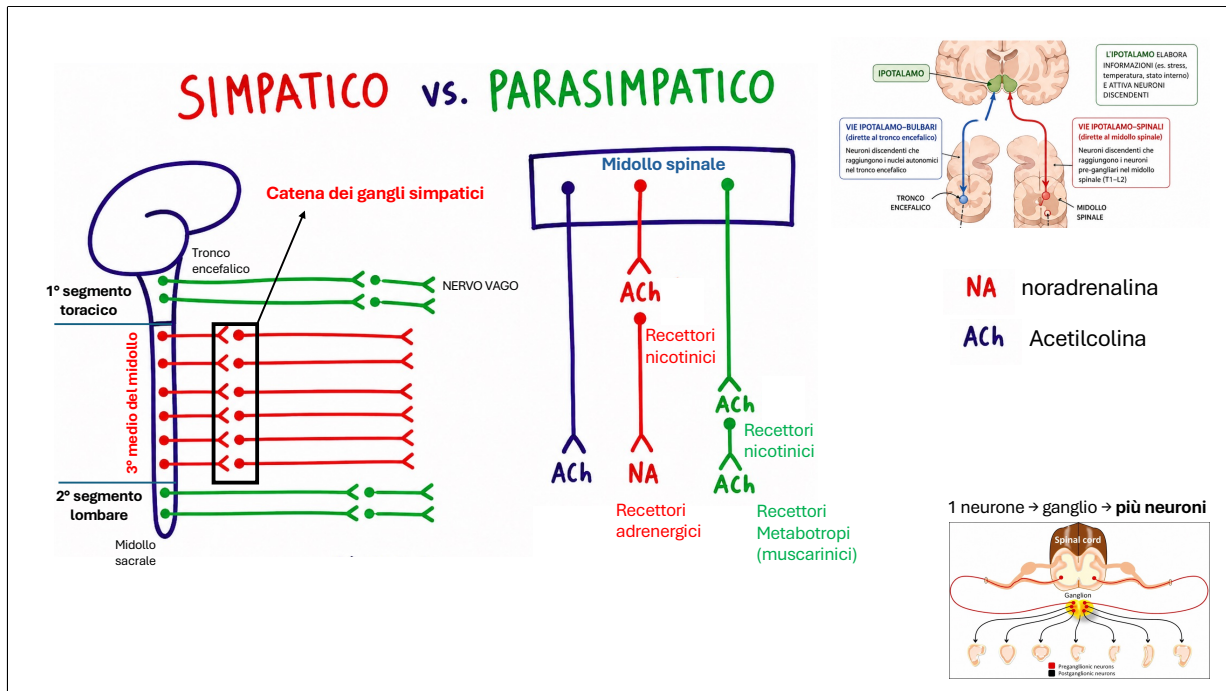 SIMPATICO vs. PARASIMPATICO
Catena dei gangli simpatici
Tronco
encefalico
NERVO VAGO
1° segmento
toracico
3° medio del midollo
2° segmento
lombare
Midollo
sacrale
Midollo spinale
ACh
Recettori
nicotinici
ACh
Recettori
nicotinici
ACh
NA
ACh
Recettori
adrenergici
Recettori
Metabotropi
(muscarinici)
IPOTALAMO
L'IPOTALAMO ELABORA
INFORMAZIONI (es. stress,
temperatura, stato interno)
E ATTIVA NEURONI
DISCENDENTI
VIE IPOTALAMO–BULBARI
(dirette al tronco encefalico)
Neuroni discendenti che
raggiungono i nuclei autonomici
nel tronco encefalico
VIE IPOTALAMO–SPINALI
(dirette al midollo spinale)
Neuroni discendenti che
raggiungono i neuroni
pre-gangliari nel midollo
spinale (T1–L2)
TRONCO
ENCEFALICO
MIDOLLO
SPINALE
NA noradrenalina
ACh Acetilcolina
1 neurone → ganglio → più neuroni
Spinal cord
Ganglion
Preganglionic neurons
Postganglionic neurons